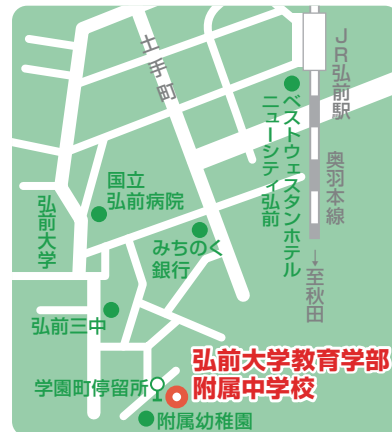 土手町
JR弘前駅
ベストウェスタンホテル
ニューシティ弘前
奥羽本線
→至秋田
国立
弘前病院
弘前大学
みちのく
銀行
弘前三中
弘前大学教育学部
附属中学校
学園町停留所
附属幼稚園